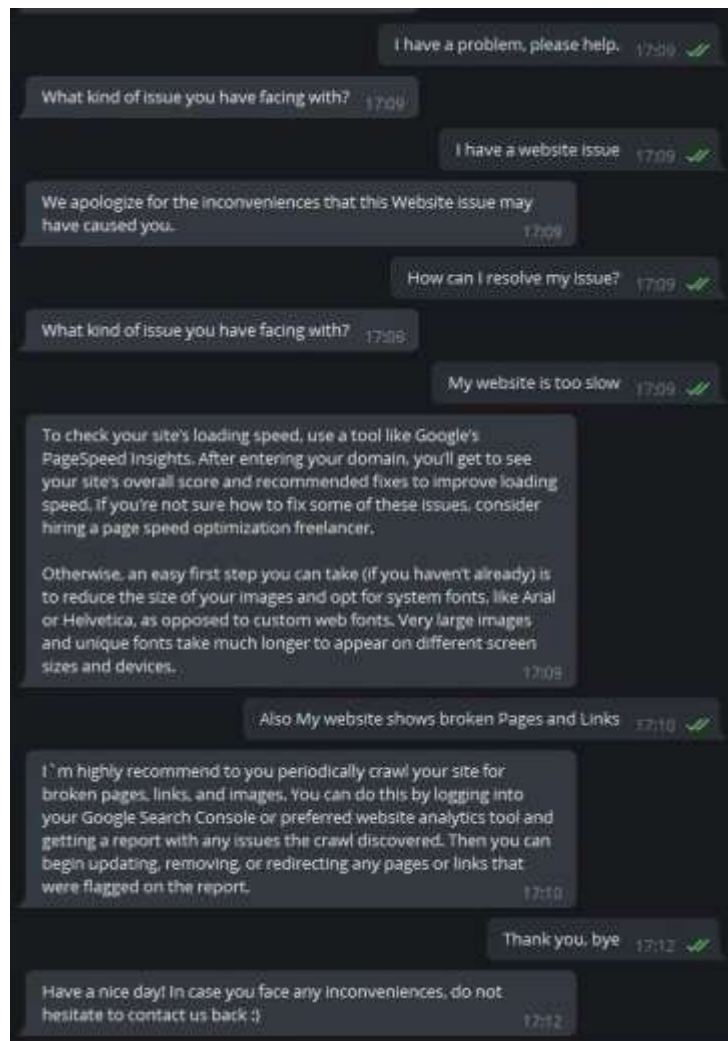 I have a problem, please help. 17:09
What kind of issue you have facing with? 17:09
I have a website issue 17:09
We apologize for the inconveniences that this Website issue may
have caused you. 17:09
How can I resolve my issue? 17:09
What kind of issue you have facing with? 17:09
My website is too slow 17:09
To check your site's loading speed, use a tool like Google's
PageSpeed Insights. After entering your domain, you'll get to see
your site's overall score and recommended fixes to improve loading
speed. If you're not sure how to fix some of these issues, consider
hiring a page speed optimization freelancer.
Otherwise, an easy first step you can take (if you haven't already) is
to reduce the size of your images and opt for system fonts, like Arial
or Helvetica, as opposed to custom web fonts. Very large images
and unique fonts take much longer to appear on different screen
sizes and devices. 17:09
Also My website shows broken Pages and Links 17:10
I`m highly recommend to you periodically crawl your site for
broken pages, links, and images. You can do this by logging into
your Google Search Console or preferred website analytics tool and
getting a report with any issues the crawl discovered. Then you can
begin updating, removing, or redirecting any pages or links that
were flagged on the report. 17:10
Thank you, bye 17:12
Have a nice day! In case you face any inconveniences, do not
hesitate to contact us back :) 17:12